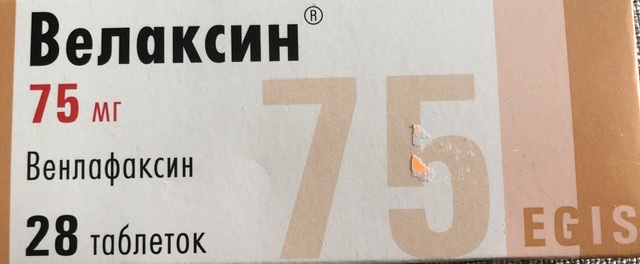 Велаксин®
75 мг
75
Венлафаксин
28 таблеток
EGIS